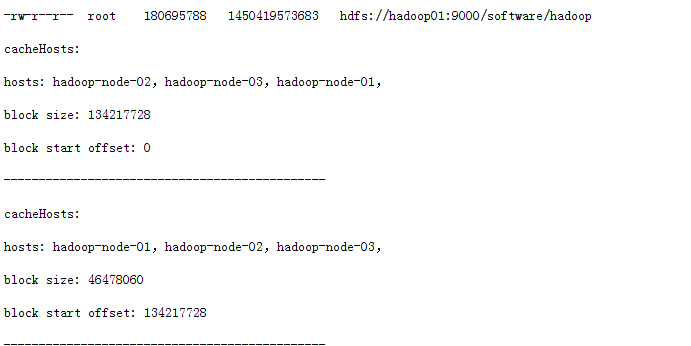 -rw-r--r--  root    180695788   1450419573683   hdfs://hadoop01:9000/software/hadoop
cacheHosts:
hosts: hadoop-node-02, hadoop-node-03, hadoop-node-01,
block size: 134217728
block start offset: 0
----------------------------------------------
cacheHosts:
hosts: hadoop-node-01, hadoop-node-02, hadoop-node-03,
block size: 46478060
block start offset: 134217728
----------------------------------------------